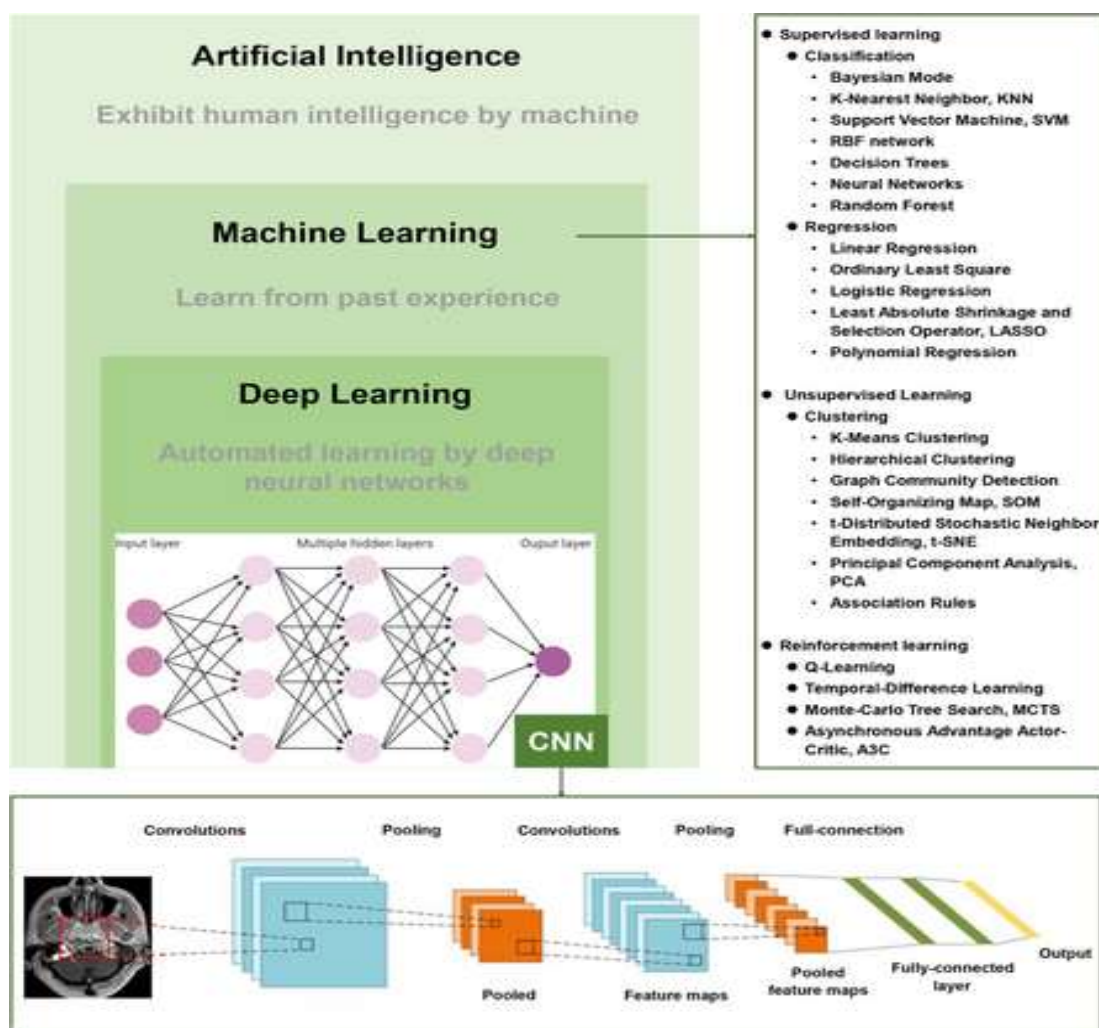 Artificial Intelligence
Exhibit human intelligence by machine
Machine Learning
Learn from past experience
Deep Learning
Automated learning by deep
neural networks
Input layer
Multiple hidden layers
Ouput layer
CNN
● Supervised learning
● Classification
• Bayesian Mode
• K-Nearest Neighbor, KNN
• Support Vector Machine, SVM
• RBF network
• Decision Trees
• Neural Networks
• Random Forest
● Regression
• Linear Regression
• Ordinary Least Square
• Logistic Regression
• Least Absolute Shrinkage and
Selection Operator, LASSO
• Polynomial Regression
● Unsupervised Learning
● Clustering
• K-Means Clustering
• Hierarchical Clustering
• Graph Community Detection
• Self-Organizing Map, SOM
• t-Distributed Stochastic Neighbor
Embedding, t-SNE
• Principal Component Analysis,
PCA
• Association Rules
● Reinforcement learning
● Q-Learning
● Temporal-Difference Learning
● Monte-Carlo Tree Search, MCTS
● Asynchronous Advantage Actor-
Critic, A3C
Convolutions
Pooling
Convolutions
Pooling
Full-connection
Pooled
Feature maps
Pooled
feature maps
Fully-connected
layer
Output